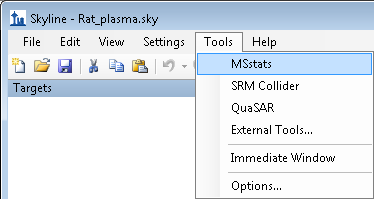 Skyline - Rat_plasma.sky
File Edit View Settings Tools Help
Targets
MSstats
SRM Collider
QuaSAR
External Tools...
Immediate Window
Options...